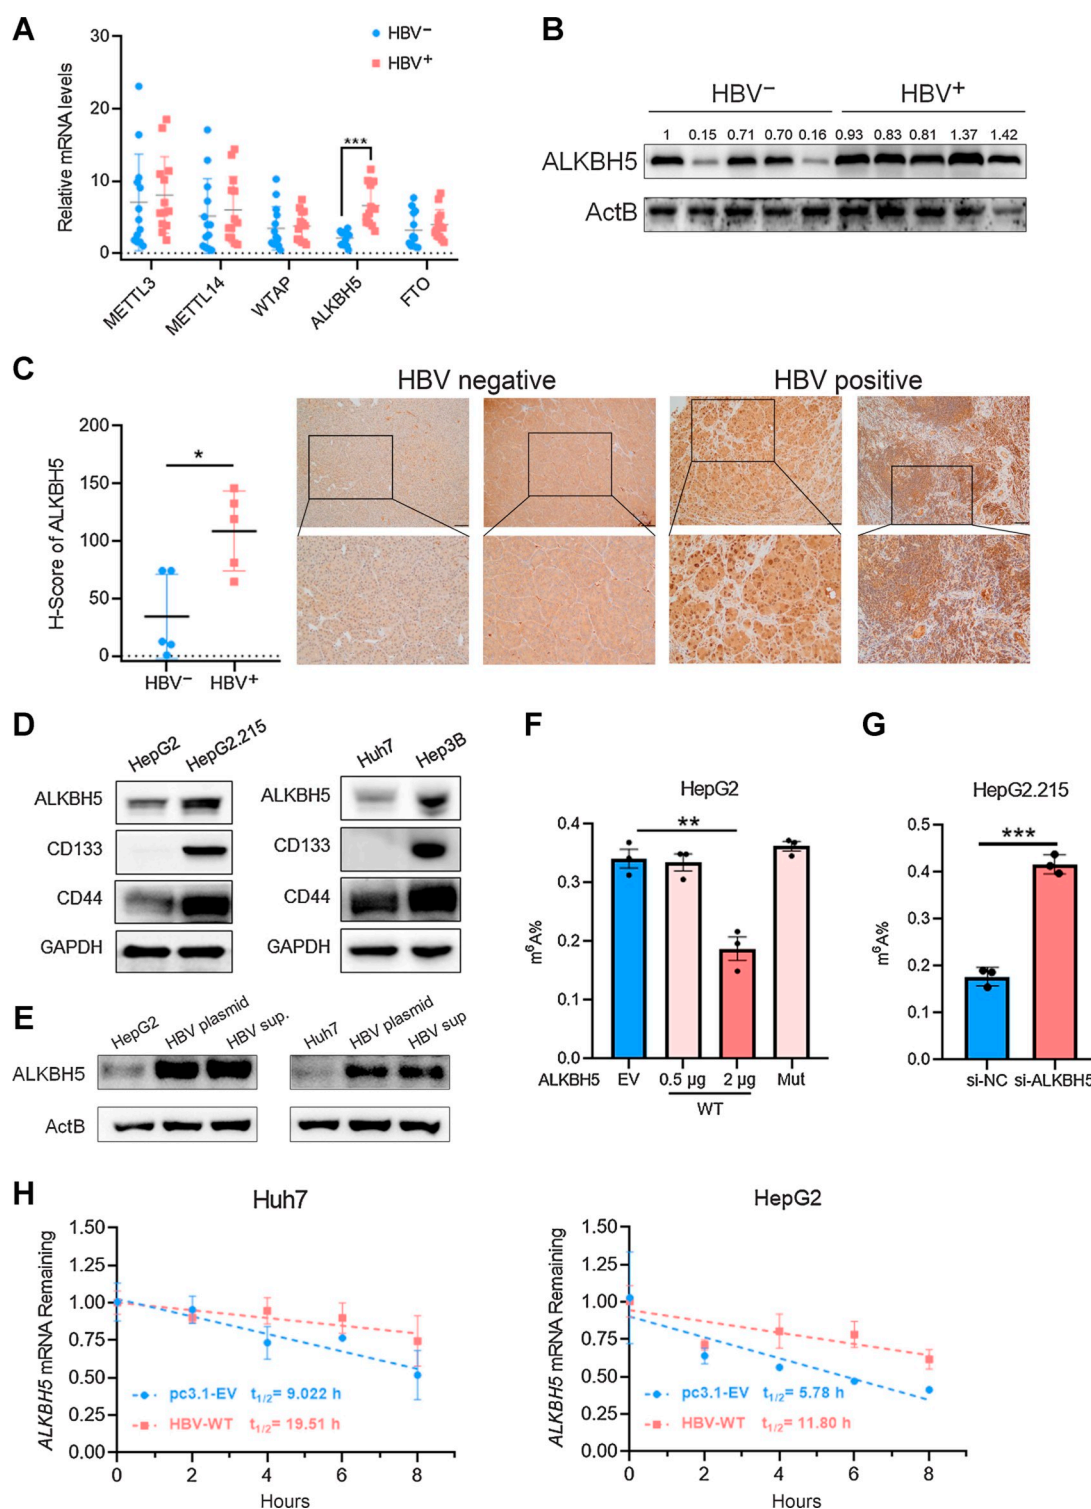 A
HBV⁻
HBV⁺
30
20
10
0
Relative mRNA levels
***
METTL3
METTL14
WTAP
ALKBH5
FTO
B
HBV⁻ HBV⁺
1 0.15 0.71 0.70 0.16 0.93 0.83 0.81 1.37 1.42
ALKBH5
ActB
C
HBV negative HBV positive
200
150
100
50
0
H-Score of ALKBH5
*
HBV⁻ HBV⁺
D
HepG2 HepG2.215
ALKBH5
CD133
CD44
GAPDH
Huh7 Hep3B
ALKBH5
CD133
CD44
GAPDH
E
HepG2 HBV plasmid HBV sup.
Huh7 HBV plasmid HBV sup
ALKBH5
ActB
F
HepG2
0.4
0.3
0.2
0.1
0.0
m⁶A%
**
ALKBH5 EV 0.5 µg 2 µg Mut
WT
G
HepG2.215
0.5
0.4
0.3
0.2
0.1
0.0
m⁶A%
***
si-NC si-ALKBH5
H
Huh7
1.50
1.25
1.00
0.75
0.50
0.25
0.00
ALKBH5 mRNA Remaining
pc3.1-EV t₁/₂= 9.022 h
HBV-WT t₁/₂= 19.51 h
0 2 4 6 8
Hours
HepG2
1.50
1.25
1.00
0.75
0.50
0.25
0.00
ALKBH5 mRNA Remaining
pc3.1-EV t₁/₂= 5.78 h
HBV-WT t₁/₂= 11.80 h
0 2 4 6 8
Hours